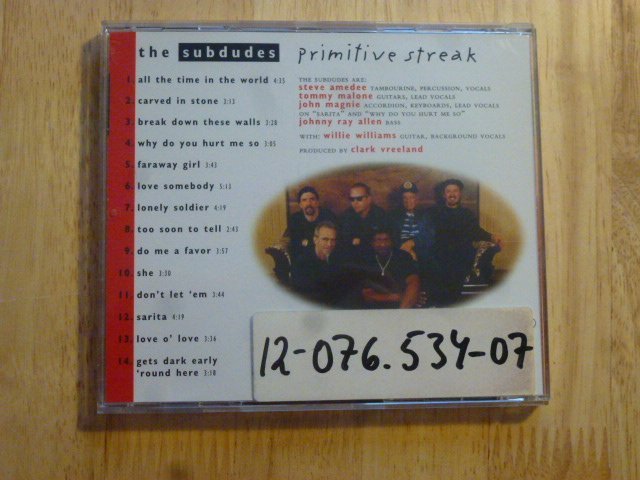 the subdudes primitive streak
1. all the time in the world 4:25
2. carved in stone 3:13
3. break down these walls 3:28
4. why do you hurt me so 3:05
5. faraway girl 3:43
6. love somebody 5:13
7. lonely soldier 4:19
8. too soon to tell 2:43
9. do me a favor 3:57
10. she 3:30
11. don't let 'em 3:44
12. sarita 4:19
13. love o' love 3:36
14. gets dark early
'round here 3:10
THE SUBDUDES ARE:
steve amedee TAMBOURINE, PERCUSSION, VOCALS
tommy malone GUITARS, LEAD VOCALS
john magnie ACCORDION, KEYBOARDS, LEAD VOCALS
ON "SARITA" AND "WHY DO YOU HURT ME SO"
johnny ray allen BASS
WITH: willie williams GUITAR, BACKGROUND VOCALS
PRODUCED BY clark vreeland
12-076.534-07